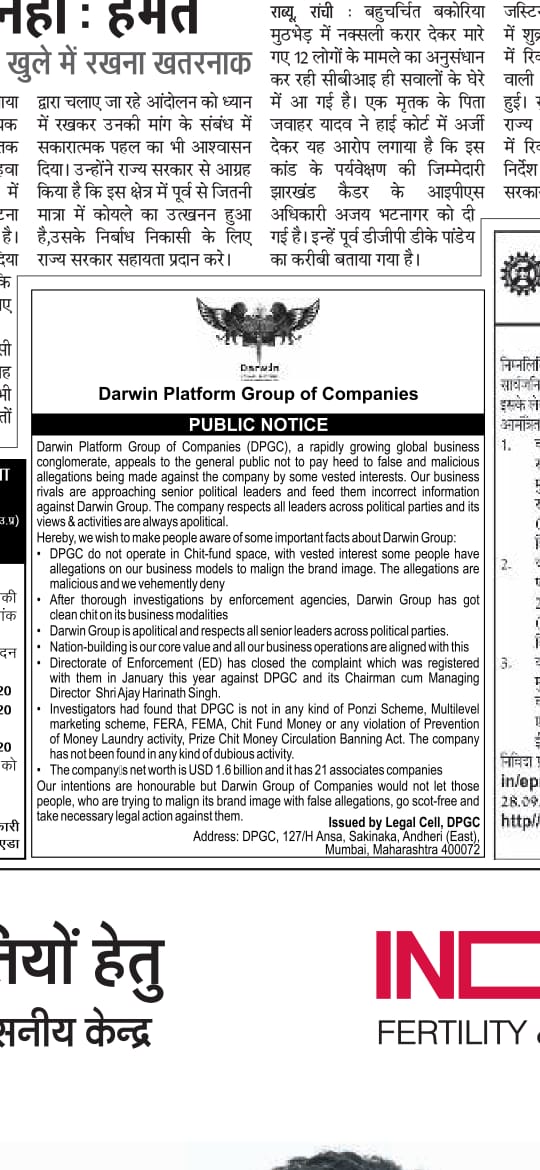 नहीं : हेमंत
खुले में रखना खतरनाक
द्वारा चलाए जा रहे आंदोलन को ध्यान
में रखकर उनकी मांग के संबंध में
सकारात्मक पहल का भी आश्वासन
दिया। उन्होंने राज्य सरकार से आग्रह
किया है कि इस क्षेत्र में पूर्व से जितनी
मात्रा में कोयले का उत्खनन हुआ
है,उसके निर्बाध निकासी के लिए
राज्य सरकार सहायता प्रदान करे।
राब्यू, रांची : बहुचर्चित बकोरिया
मुठभेड़ में नक्सली करार देकर मारे
गए 12 लोगों के मामले का अनुसंधान
कर रही सीबीआइ ही सवालों के घेरे
में आ गई है। एक मृतक के पिता
जवाहर यादव ने हाई कोर्ट में अर्जी
देकर यह आरोप लगाया है कि इस
कांड के पर्यवेक्षण की जिम्मेदारी
झारखंड कैडर के आइपीएस
अधिकारी अजय भटनागर को दी
गई है। इन्हें पूर्व डीजीपी डीके पांडेय
का करीबी बताया गया है।
Darwin
Darwin Platform Group of Companies
PUBLIC NOTICE
Darwin Platform Group of Companies (DPGC), a rapidly growing global business
conglomerate, appeals to the general public not to pay heed to false and malicious
allegations being made against the company by some vested interests. Our business
rivals are approaching senior political leaders and feed them incorrect information
against Darwin Group. The company respects all leaders across political parties and its
views & activities are always apolitical.
Hereby, we wish to make people aware of some important facts about Darwin Group:
• DPGC do not operate in Chit-fund space, with vested interest some people have
allegations on our business models to malign the brand image. The allegations are
malicious and we vehemently deny
• After thorough investigations by enforcement agencies, Darwin Group has got
clean chit on its business modalities
• Darwin Group is apolitical and respects all senior leaders across political parties.
• Nation-building is our core value and all our business operations are aligned with this
• Directorate of Enforcement (ED) has closed the complaint which was registered
with them in January this year against DPGC and its Chairman cum Managing
Director Shri Ajay Harinath Singh.
• Investigators had found that DPGC is not in any kind of Ponzi Scheme, Multilevel
marketing scheme, FERA, FEMA, Chit Fund Money or any violation of Prevention
of Money Laundry activity, Prize Chit Money Circulation Banning Act. The company
has not been found in any kind of dubious activity.
• The companys net worth is USD 1.6 billion and it has 21 associates companies
Our intentions are honourable but Darwin Group of Companies would not let those
people, who are trying to malign its brand image with false allegations, go scot-free and
take necessary legal action against them.
Issued by Legal Cell, DPGC
Address: DPGC, 127/H Ansa, Sakinaka, Andheri (East),
Mumbai, Maharashtra 400072
1.
2.
3.
in/ep
28.09.
http//
तियों हेतु
सनीय केन्द्र
FERTILITY